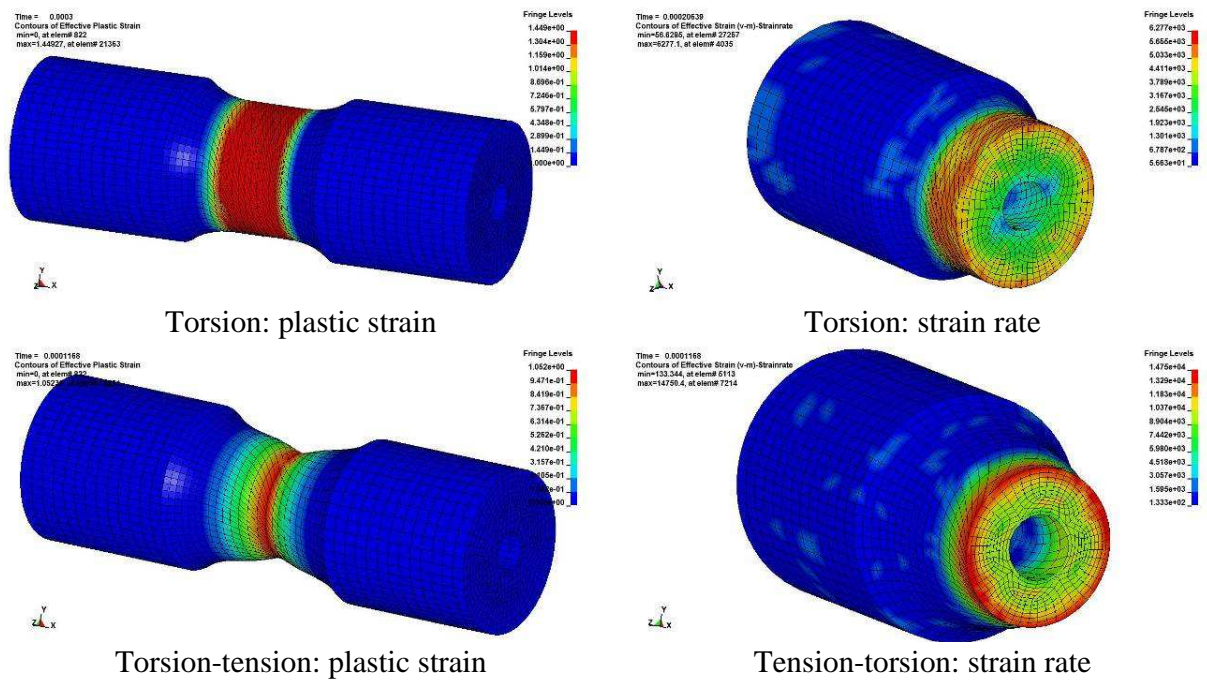 Time = 0.0003
Contours of Effective Plastic Strain
min=0, at elem# 822
max=1.44927, at elem# 21363
Fringe Levels
1.449e+00
1.304e+00
1.159e+00
1.014e+00
8.696e-01
7.246e-01
5.797e-01
4.348e-01
2.899e-01
1.449e-01
.000e+00
Y
Z X
Time = 0.00020639
Contours of Effective Strain (v-m)-Strainrate
min=56.6285, at elem# 27257
max=6277.1, at elem# 4035
Fringe Levels
6.277e+03
5.655e+03
5.033e+03
4.411e+03
3.789e+03
3.167e+03
2.545e+03
1.923e+03
1.301e+03
6.787e+02
5.663e+01
Y
Z X
Torsion: plastic strain
Torsion: strain rate
Time = 0.0001168
Contours of Effective Plastic Strain
min=0, at elem# 822
Fringe Levels
1.052e+00
9.471e-01
8.419e-01
7.367e-01
6.314e-01
5.262e-01
4.210e-01
3.157e-01
Y
Z X
Time = 0.0001168
Contours of Effective Strain (v-m)-Strainrate
min=133.344, at elem# 5113
max=14750.4, at elem# 7214
Fringe Levels
1.475e+04
1.329e+04
1.183e+04
1.037e+04
8.904e+03
7.442e+03
5.980e+03
4.518e+03
3.057e+03
1.595e+03
1.333e+02
Y
Z X
Torsion-tension: plastic strain
Tension-torsion: strain rate